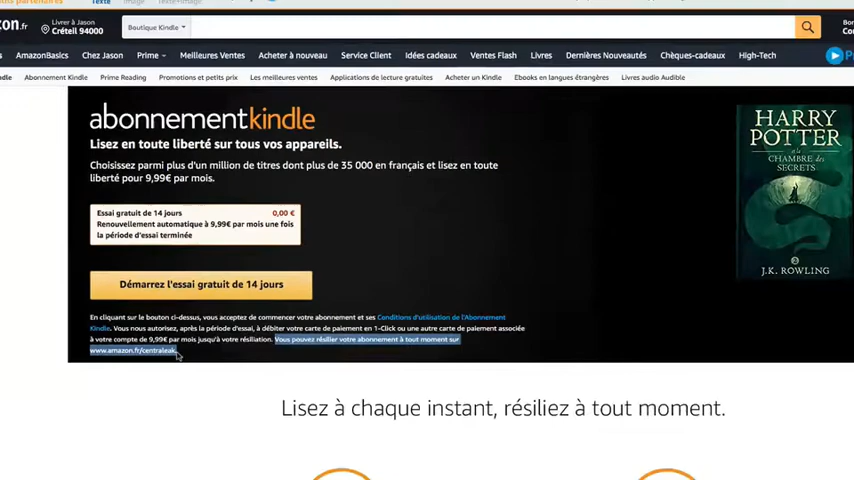 Texte Image Texte+Image
Livrer à Jason
Créteil 94000
Boutique Kindle
AmazonBasics Chez Jason Prime Meilleures Ventes Acheter à nouveau Service Client Idées cadeaux Ventes Flash Livres Dernières Nouveautés Chèques-cadeaux High-Tech
Abonnement Kindle Prime Reading Promotions et petits prix Les meilleures ventes Applications de lecture gratuites Acheter un Kindle Ebooks en langues étrangères Livres audio Audible
abonnementkindle
Lisez en toute liberté sur tous vos appareils.
Choisissez parmi plus d'un million de titres dont plus de 35 000 en français et lisez en toute
liberté pour 9,99€ par mois.
Essai gratuit de 14 jours 0,00 €
Renouvellement automatique à 9,99€ par mois une fois
la période d'essai terminée
Démarrez l'essai gratuit de 14 jours
En cliquant sur le bouton ci-dessus, vous acceptez de commencer votre abonnement et ses Conditions d'utilisation de l'Abonnement
Kindle. Vous nous autorisez, après la période d'essai, à débiter votre carte de paiement en 1-Click ou une autre carte de paiement associée
à votre compte de 9,99€ par mois jusqu'à votre résiliation. Vous pouvez résilier votre abonnement à tout moment sur
www.amazon.fr/centraleak.
HARRY
POTTER
et la
CHAMBRE des
SECRETS
J.K. ROWLING
Lisez à chaque instant, résiliez à tout moment.